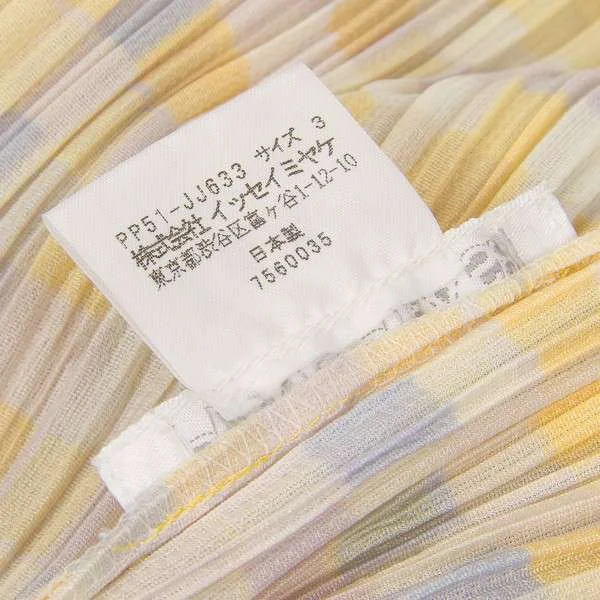 PP51-JJ633 サイズ 3
株式会社 イッセイミヤケ
東京都渋谷区富ヶ谷1-12-10
日本製
7560035